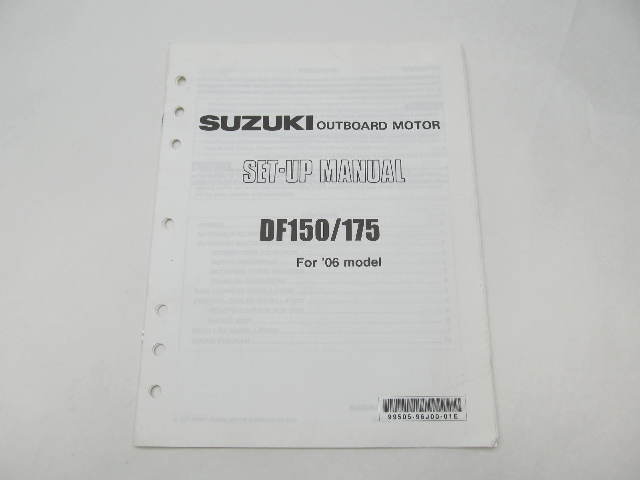 SUZUKI OUTBOARD MOTOR
SET-UP MANUAL
DF150/175
For '06 model
99505-96J00-01E